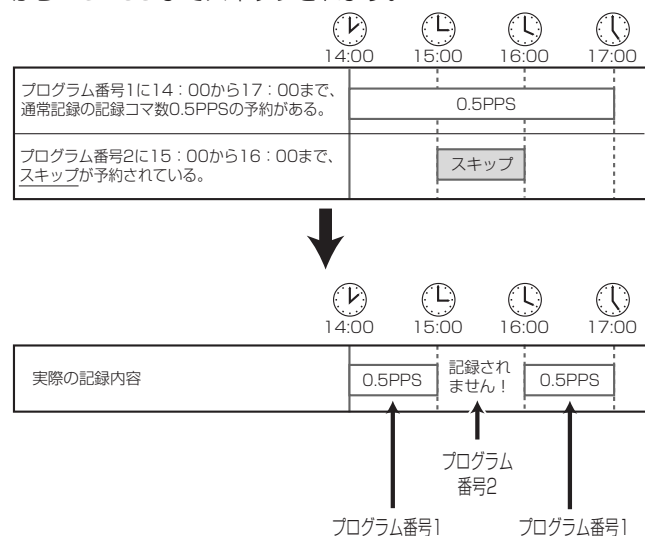 14:00 15:00 16:00 17:00
プログラム番号1に14：00から17：00まで、
通常記録の記録コマ数0.5PPSの予約がある。
0.5PPS
プログラム番号2に15：00から16：00まで、
スキップが予約されている。
スキップ
14:00 15:00 16:00 17:00
実際の記録内容
0.5PPS
記録され
ません！
0.5PPS
プログラム
番号2
プログラム番号1
プログラム番号1